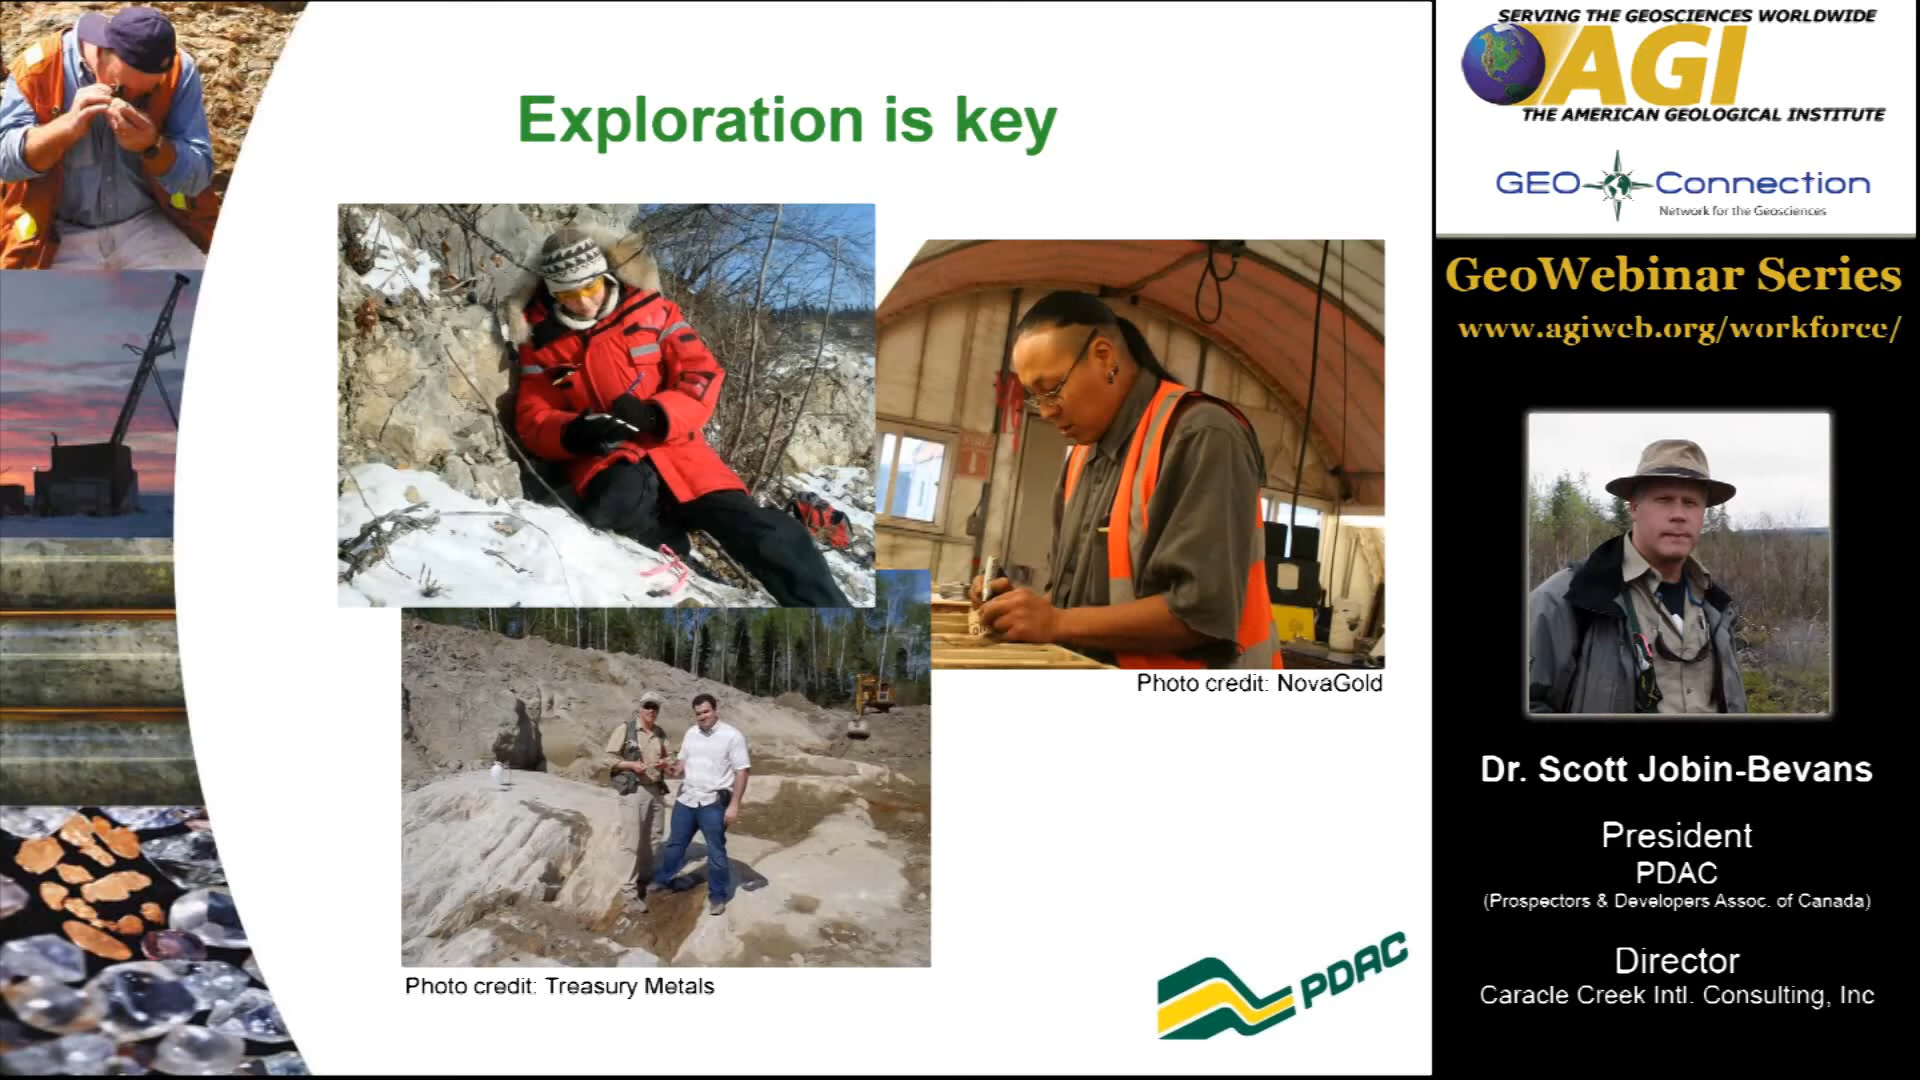 Exploration is key
Photo credit: NovaGold
Photo credit: Treasury Metals
PDAC
SERVING THE GEOSCIENCES WORLDWIDE
AGI
THE AMERICAN GEOLOGICAL INSTITUTE
GEO Connection
Network for the Geosciences
GeoWebinar Series
www.agiweb.org/workforce/
Dr. Scott Jobin-Bevans
President
PDAC
(Prospectors & Developers Assoc. of Canada)
Director
Caracle Creek Intl. Consulting, Inc